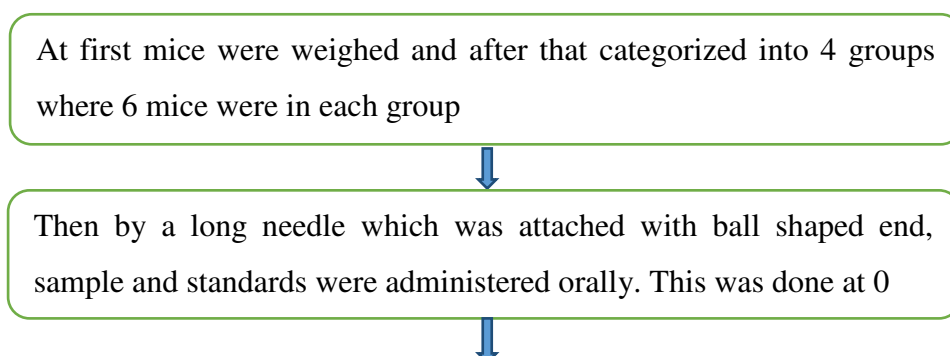 At first mice were weighed and after that categorized into 4 groups
where 6 mice were in each group
Then by a long needle which was attached with ball shaped end,
sample and standards were administered orally. This was done at 0